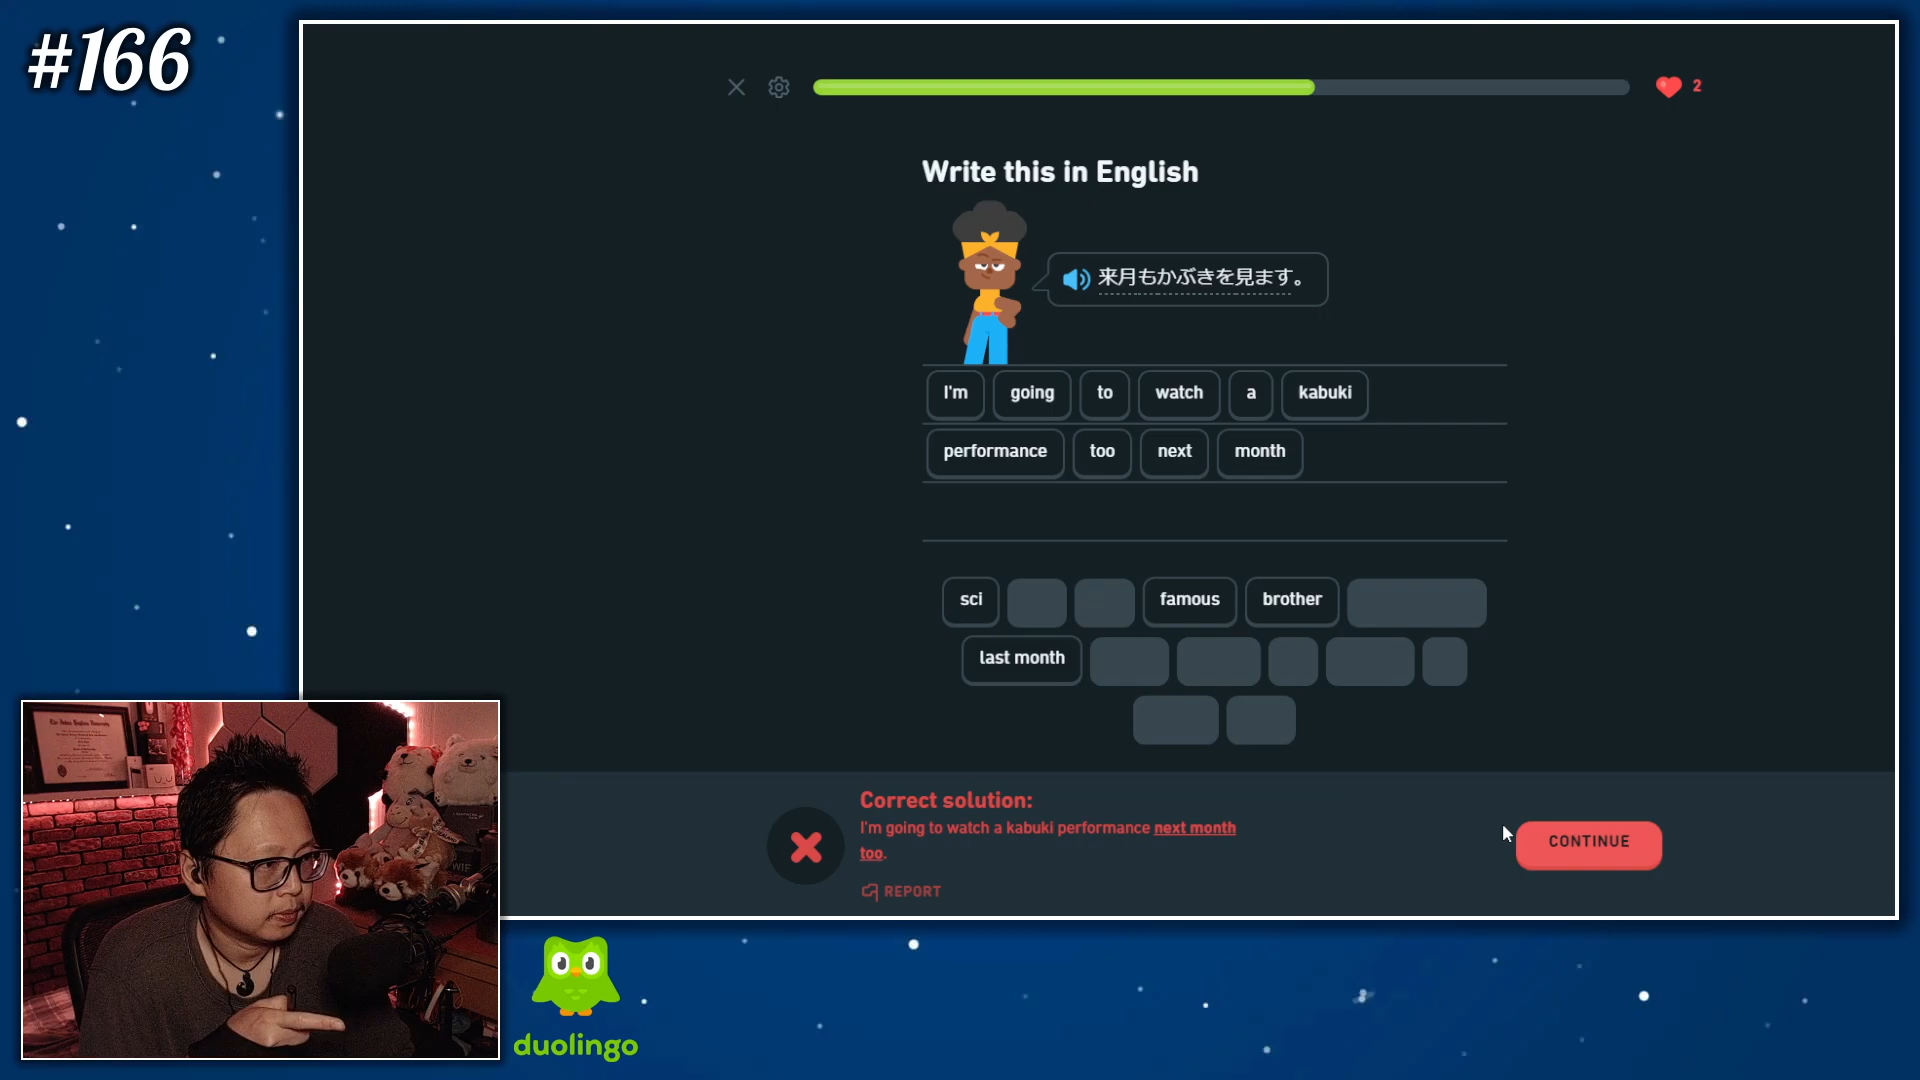 #166
2
Write this in English
来月もかぶきを見ます。
I'm going to watch a kabuki
performance too next month
sci famous brother
last month
Correct solution:
I'm going to watch a kabuki performance next month
too.
REPORT
CONTINUE
duolingo